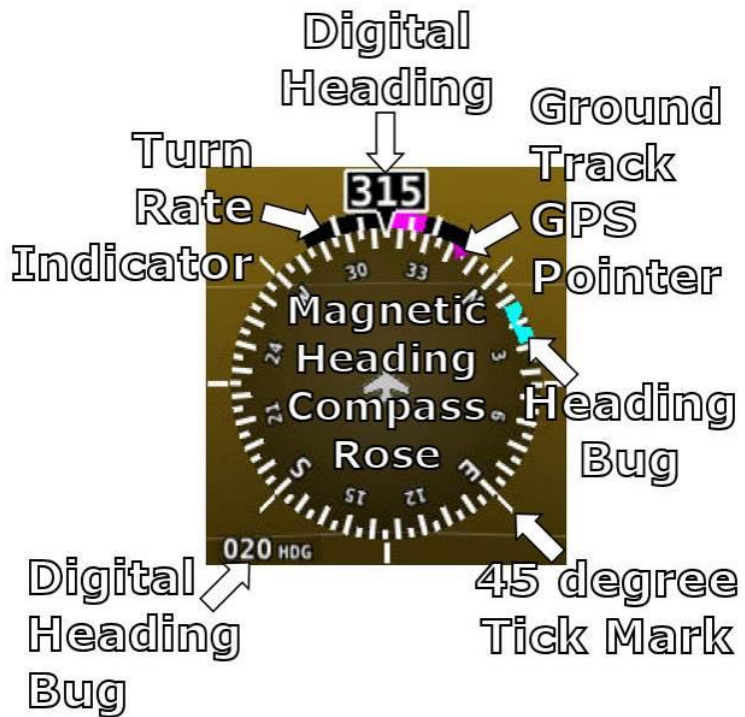 Digital
Heading
Ground
Track
GPS
Pointer
Turn
Rate
Indicator
315
30
33
W
N
Magnetic
Heading
Compass
Rose
24
3
21
6
S
E
15
12
Heading
Bug
020 HDG
Digital
Heading
Bug
45 degree
Tick Mark